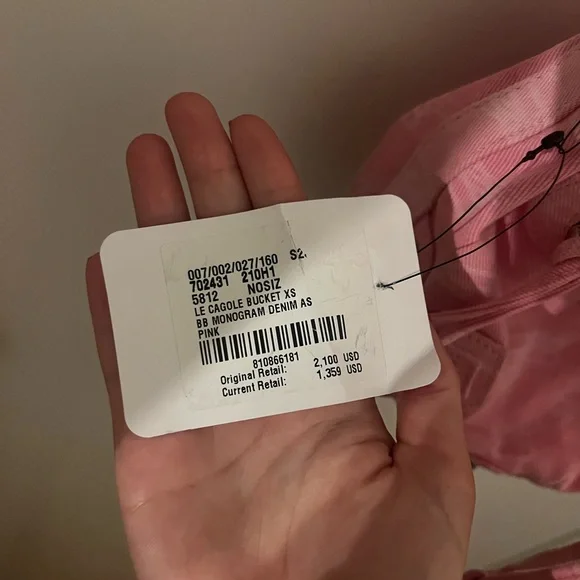 007/002/027/160 S2
702431 210H1
5812 NOSIZ
LE CAGOLE BUCKET XS
BB MONOGRAM DENIM AS
PINK
810866181
Original Retail: 2,100 USD
Current Retail: 1,359 USD